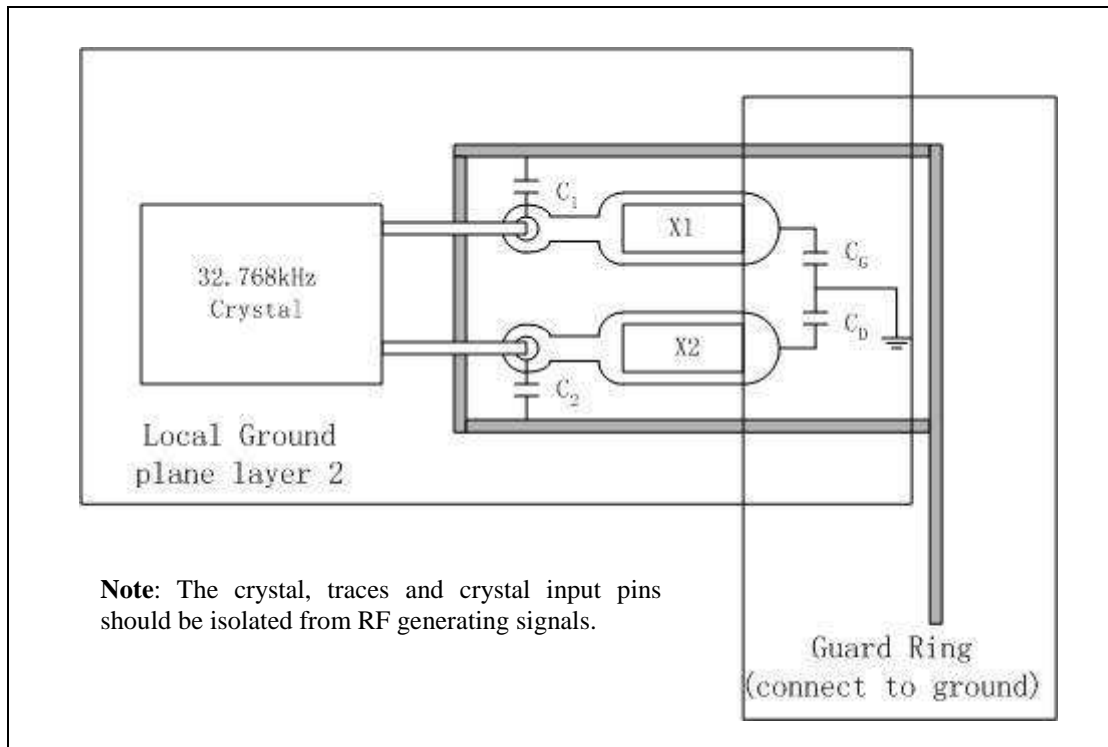 C1
X1
CG
32.768kHz
Crystal
CD
X2
C2
Local Ground
plane layer 2
Note: The crystal, traces and crystal input pins
should be isolated from RF generating signals.
Guard Ring
(connect to ground)